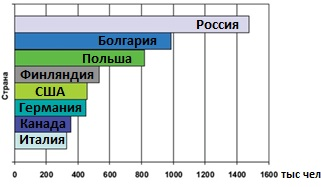 Россия
Болгария
Польша
Финляндия
США
Германия
Канада
Италия
Страна
0 200 400 600 800 1000 1200 1400 1600 тыс чел